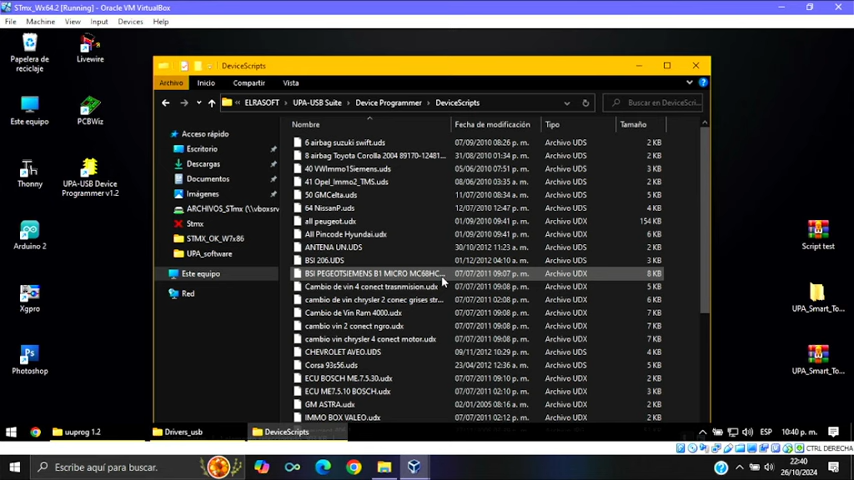 STmx_Wx64.2 [Running] - Oracle VM VirtualBox
File Machine View Input Devices Help
Papelera de reciclaje
Livewire
Este equipo
PCBWiz
Thonny
UPA-USB Device Programmer v1.2
Arduino 2
Xgpro
Photoshop
Script test
UPA_Smart_To...
UPA_Smart_To...
DeviceScripts
Archivo Inicio Compartir Vista
ELRASOFT > UPA-USB Suite > Device Programmer > DeviceScripts
Buscar en DeviceScri...
Acceso rápido
Escritorio
Descargas
Documentos
Imágenes
ARCHIVOS_STmx (\\vboxsrv
Stmx
STMX_OK_W7x86
UPA_software
Este equipo
Red
Nombre Fecha de modificación Tipo Tamaño
6 airbag suzuki swift.uds 07/09/2010 08:26 p. m. Archivo UDS 2 KB
8 airbag Toyota Corolla 2004 89170-12481... 31/08/2010 01:34 p. m. Archivo UDS 2 KB
40 VWImmo1Siemens.uds 05/06/2010 07:51 p. m. Archivo UDS 3 KB
41 Opel_Immo2_TMS.uds 08/06/2010 03:35 a. m. Archivo UDS 2 KB
50 GMCelta.uds 11/07/2010 08:34 a. m. Archivo UDS 5 KB
64 NissanP.uds 12/07/2010 12:47 p. m. Archivo UDS 4 KB
all peugeot.udx 01/09/2010 09:41 p. m. Archivo UDX 154 KB
All Pincode Hyundai.udx 01/09/2010 09:44 p. m. Archivo UDX 6 KB
ANTENA UN.UDS 30/10/2012 11:23 a. m. Archivo UDS 2 KB
BSI 206.UDS 01/12/2012 04:10 a. m. Archivo UDS 3 KB
BSI PEGEOTSIEMENS B1 MICRO MC68HC... 07/07/2011 09:07 p. m. Archivo UDX 8 KB
Cambio de vin 4 conect trasnmision.udx 07/07/2011 09:08 p. m. Archivo UDX 7 KB
cambio de vin chrysler 2 conec grises str... 07/07/2011 09:08 p. m. Archivo UDX 7 KB
Cambio de Vin Ram 4000.udx 07/07/2011 09:08 p. m. Archivo UDX 7 KB
cambio vin 2 conect ngro.udx 07/07/2011 09:08 p. m. Archivo UDX 7 KB
cambio vin chrysler 4 conect motor.udx 07/07/2011 09:08 p. m. Archivo UDX 7 KB
CHEVROLET AVEO.UDS 09/11/2012 10:29 p. m. Archivo UDS 4 KB
Corsa 93s56.uds 23/04/2012 12:36 a. m. Archivo UDS 6 KB
ECU BOSCH ME.7.5.30.udx 07/07/2011 09:08 p. m. Archivo UDX 2 KB
ECU ME7.5.10 BOSCH.udx 07/07/2011 09:08 p. m. Archivo UDX 3 KB
GM ASTRA.udx 02/01/2005 08:16 a. m. Archivo UDX 2 KB
IMMO BOX VALEO.udx 07/07/2011 02:12 p. m. Archivo UDX 6 KB
uuprog 1.2
Drivers_usb
DeviceScripts
ESP 10:40 p. m.
CTRL DERECHA
Escribe aquí para buscar.
22:40
26/10/2024